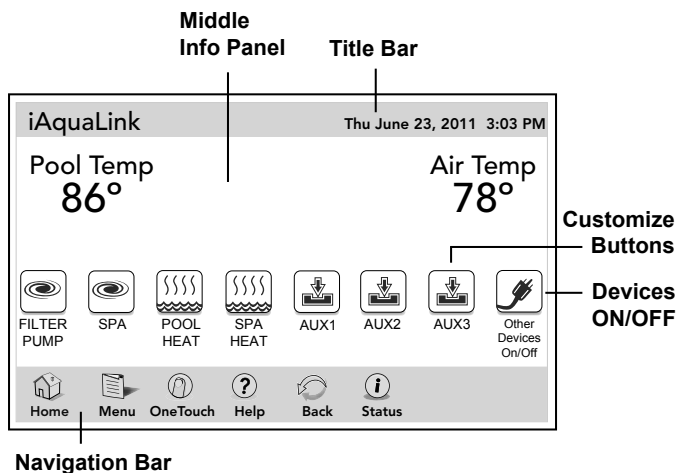 Middle
Info Panel
Title Bar
iAquaLink
Thu June 23, 2011 3:03 PM
Pool Temp
86°
Air Temp
78°
Customize
Buttons
Devices
ON/OFF
FILTER
PUMP
SPA
POOL
HEAT
SPA
HEAT
AUX1
AUX2
AUX3
Other
Devices
On/Off
?
i
Home
Menu
OneTouch
Help
Back
Status
Navigation Bar